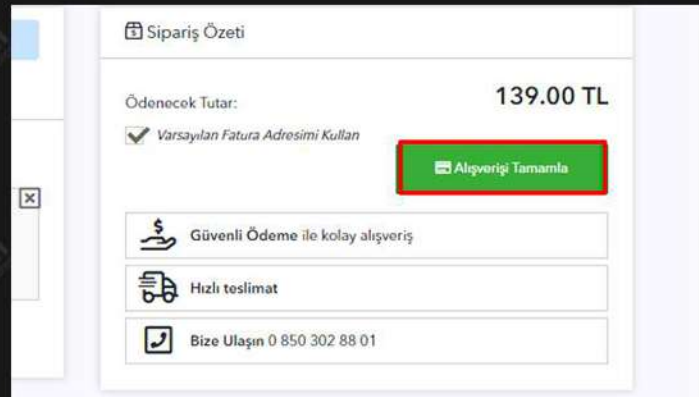 Sipariş Özeti
Ödenecek Tutar:
139.00 TL
Varsayılan Fatura Adresimi Kullan
Alışverişi Tamamla
Güvenli Ödeme ile kolay alışveriş
Hızlı teslimat
Bize Ulaşın 0 850 302 88 01